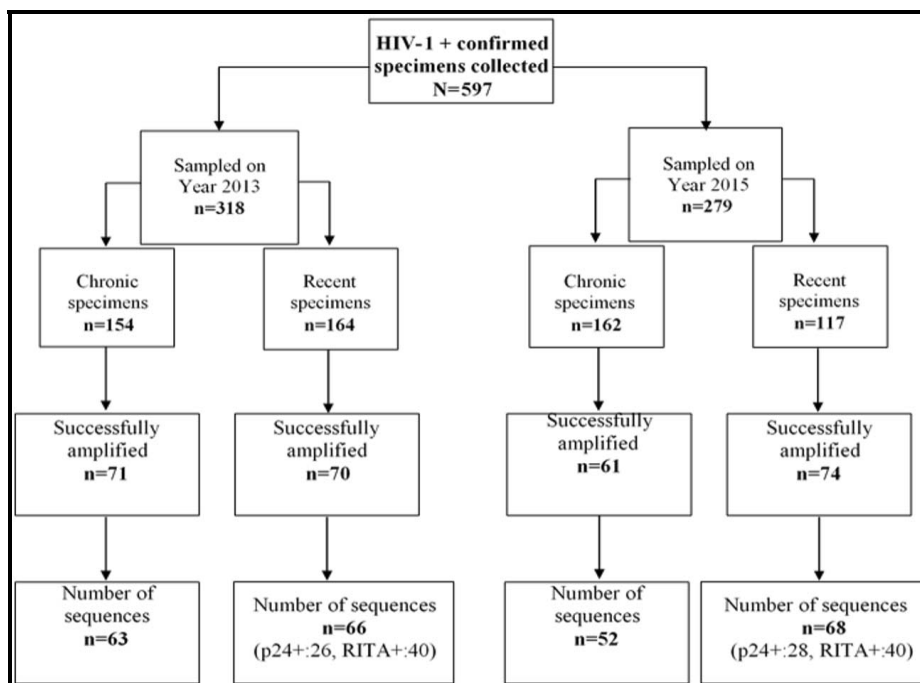 HIV-1 + confirmed
specimens collected
N=597
Sampled on
Year 2013
n=318
Sampled on
Year 2015
n=279
Chronic
specimens
n=154
Recent
specimens
n=164
Chronic
specimens
n=162
Recent
specimens
n=117
Successfully
amplified
n=71
Successfully
amplified
n=70
Successfully
amplified
n=61
Successfully
amplified
n=74
Number of
sequences
n=63
Number of sequences
n=66
(p24+:26, RITA+:40)
Number of
sequences
n=52
Number of sequences
n=68
(p24+:28, RITA+:40)